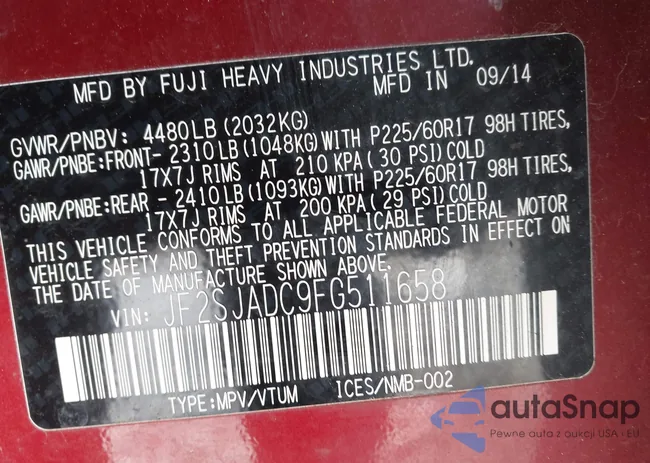 MFD BY FUJI HEAVY INDUSTRIES LTD.
MFD IN 09/14
GVWR/PNBV: 4480LB(2032KG)
GAWR/PNBE:FRONT- 2310LB(1048KG)WITH P225/60R17 98H TIRES,
17X7J RIMS AT 210 KPA(30 PSI)COLD
GAWR/PNBE:REAR - 2410LB(1093KG)WITH P225/60R17 98H TIRES,
17X7J RIMS AT 200 KPA(29 PSI)COLD
THIS VEHICLE CONFORMS TO ALL APPLICABLE FEDERAL MOTOR
VEHICLE SAFETY AND THEFT PREVENTION STANDARDS IN EFFECT ON
THE DATE OF MANUFACTURE SHOWN ABOVE.
VIN: JF2SJADC9FG511658
TYPE:MPV/VTUM ICES/NMB-002
autaSnap
Pewne auta z aukcji USA i EU